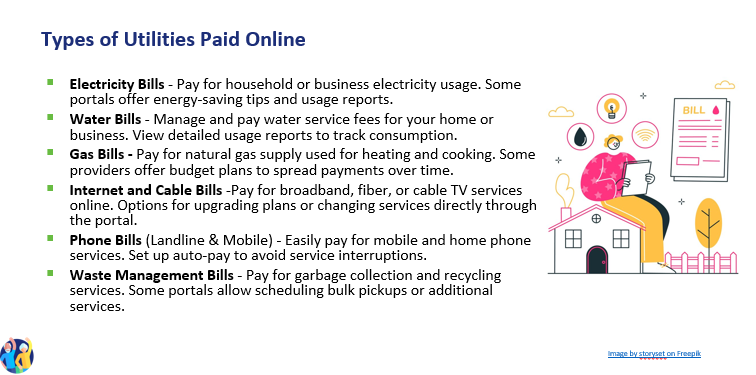 Types of Utilities Paid Online
Electricity Bills - Pay for household or business electricity usage. Some
portals offer energy-saving tips and usage reports.
Water Bills - Manage and pay water service fees for your home or
business. View detailed usage reports to track consumption.
Gas Bills - Pay for natural gas supply used for heating and cooking. Some
providers offer budget plans to spread payments over time.
Internet and Cable Bills -Pay for broadband, fiber, or cable TV services
online. Options for upgrading plans or changing services directly through
the portal.
Phone Bills (Landline & Mobile) - Easily pay for mobile and home phone
services. Set up auto-pay to avoid service interruptions.
Waste Management Bills - Pay for garbage collection and recycling
services. Some portals allow scheduling bulk pickups or additional
services.
BILL
Image by storyset on Freepik